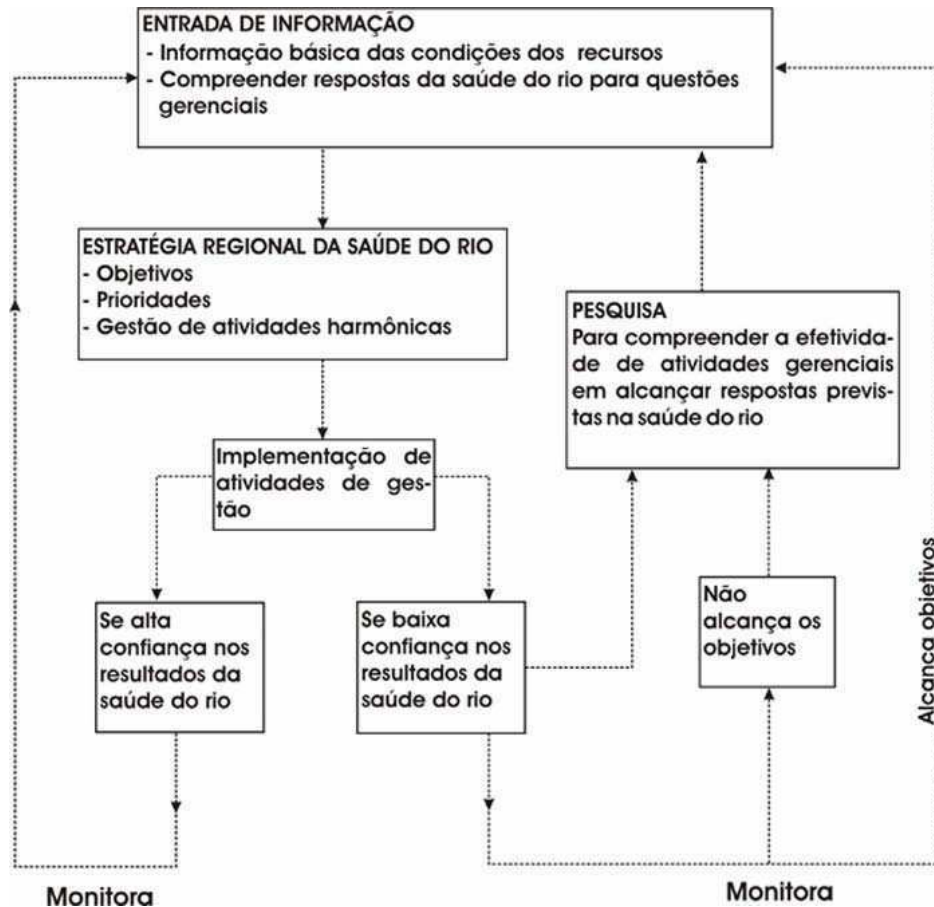 ENTRADA DE INFORMAÇÃO
- Informação básica das condições dos recursos
- Compreender respostas da saúde do rio para questões
gerenciais
ESTRATÉGIA REGIONAL DA SAÚDE DO RIO
- Objetivos
- Prioridades
- Gestão de atividades harmônicas
PESQUISA
Para compreender a efetivida-
de de atividades gerenciais
em alcançar respostas previs-
tas na saúde do rio
Implementação de
atividades de ges-
tão
Se alta
confiança nos
resultados da
saúde do rio
Se baixa
confiança nos
resultados da
saúde do rio
Não
alcança os
objetivos
Alcança objetivos
Monitora
Monitora